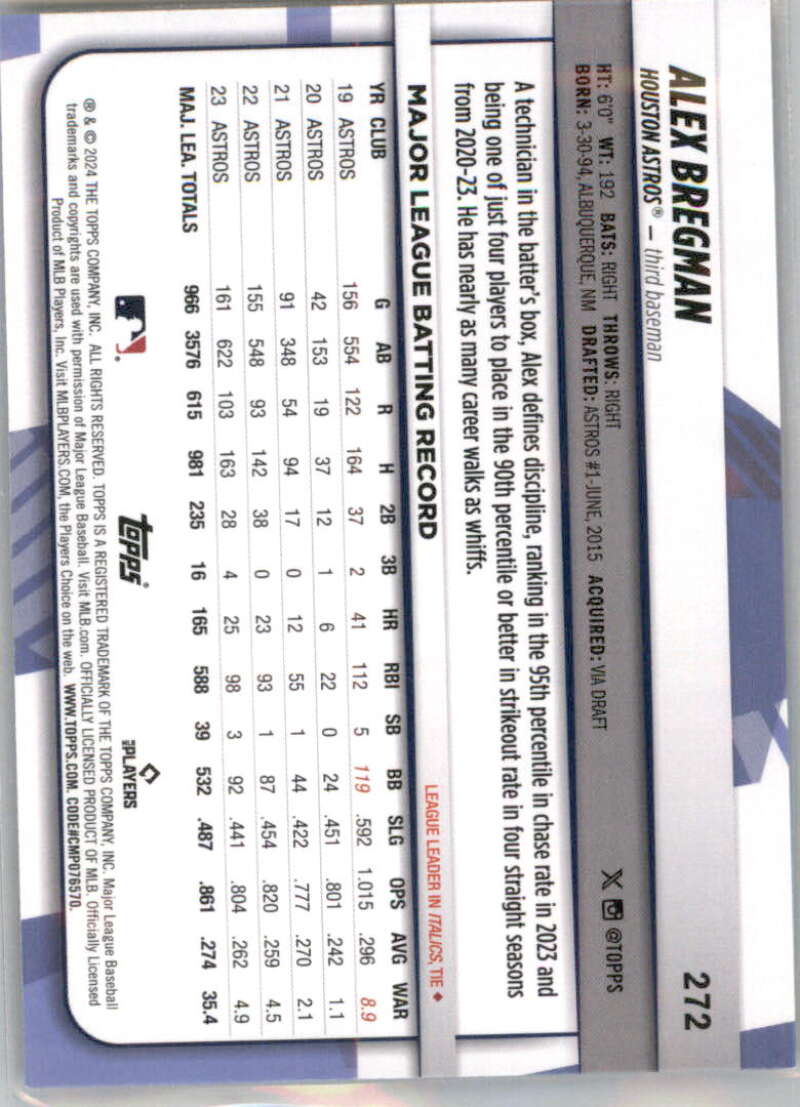 272
ALEX BREGMAN
HOUSTON ASTROS® — third baseman
HT: 6'0" WT: 192 BATS: RIGHT THROWS: RIGHT
BORN: 3-30-94, ALBUQUERQUE, NM DRAFTED: ASTROS #1-JUNE, 2015 ACQUIRED: VIA DRAFT
X @TOPPS
A technician in the batter's box, Alex defines discipline, ranking in the 95th percentile in chase rate in 2023 and
being one of just four players to place in the 90th percentile or better in strikeout rate in four straight seasons
from 2020-23. He has nearly as many career walks as whiffs.
MAJOR LEAGUE BATTING RECORD LEAGUE LEADER IN ITALICS, TIE ♦
YR CLUB G AB R H 2B 3B HR RBI SB BB SLG OPS AVG WAR
19 ASTROS 156 554 122 164 37 2 41 112 5 119 .592 1.015 .296 8.9
20 ASTROS 42 153 19 37 12 1 6 22 0 24 .451 .801 .242 1.1
21 ASTROS 91 348 54 94 17 0 12 55 1 44 .422 .777 .270 2.1
22 ASTROS 155 548 93 142 38 0 23 93 1 87 .454 .820 .259 4.5
23 ASTROS 161 622 103 163 28 4 25 98 3 92 .441 .804 .262 4.9
MAJ. LEA. TOTALS 966 3576 615 981 235 16 165 588 39 532 .487 .861 .274 35.4
topps®
MLB PLAYERS
® & © 2024 THE TOPPS COMPANY, INC. ALL RIGHTS RESERVED. TOPPS IS A REGISTERED TRADEMARK OF THE TOPPS COMPANY, INC. Major League Baseball
trademarks and copyrights are used with permission of Major League Baseball. Visit MLB.com. OFFICIALLY LICENSED PRODUCT OF MLB. Officially Licensed
Product of MLB Players, Inc. Visit MLBPLAYERS.COM, the Players Choice on the web. WWW.TOPPS.COM. CODE#CMP076570.